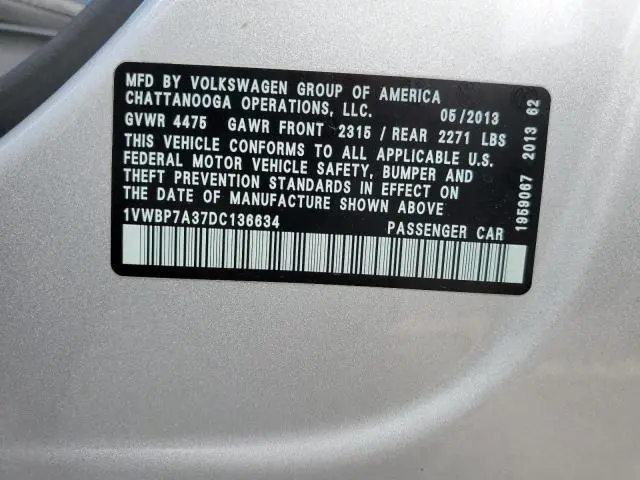 MFD BY VOLKSWAGEN GROUP OF AMERICA
CHATTANOOGA OPERATIONS, LLC. 05/2013
GVWR 4475 GAWR FRONT 2315 / REAR 2271 LBS
THIS VEHICLE CONFORMS TO ALL APPLICABLE U.S.
FEDERAL MOTOR VEHICLE SAFETY, BUMPER AND
THEFT PREVENTION STANDARDS IN EFFECT ON
THE DATE OF MANUFACTURE SHOWN ABOVE
1VWBP7A37DC136634 PASSENGER CAR
1959067 2013 62